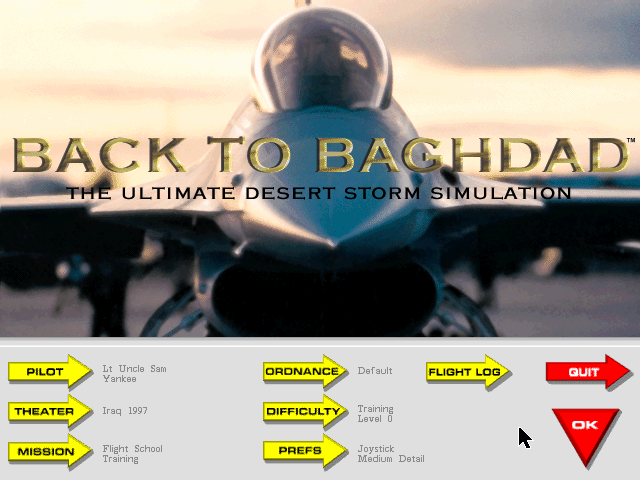 BACK TO BAGHDAD™
THE ULTIMATE DESERT STORM SIMULATION
PILOT
Lt Uncle Sam
Yankee
ORDNANCE
Default
FLIGHT LOG
QUIT
THEATER
Iraq 1997
DIFFICULTY
Training
Level 0
OK
MISSION
Flight School
Training
PREFS
Joystick
Medium Detail